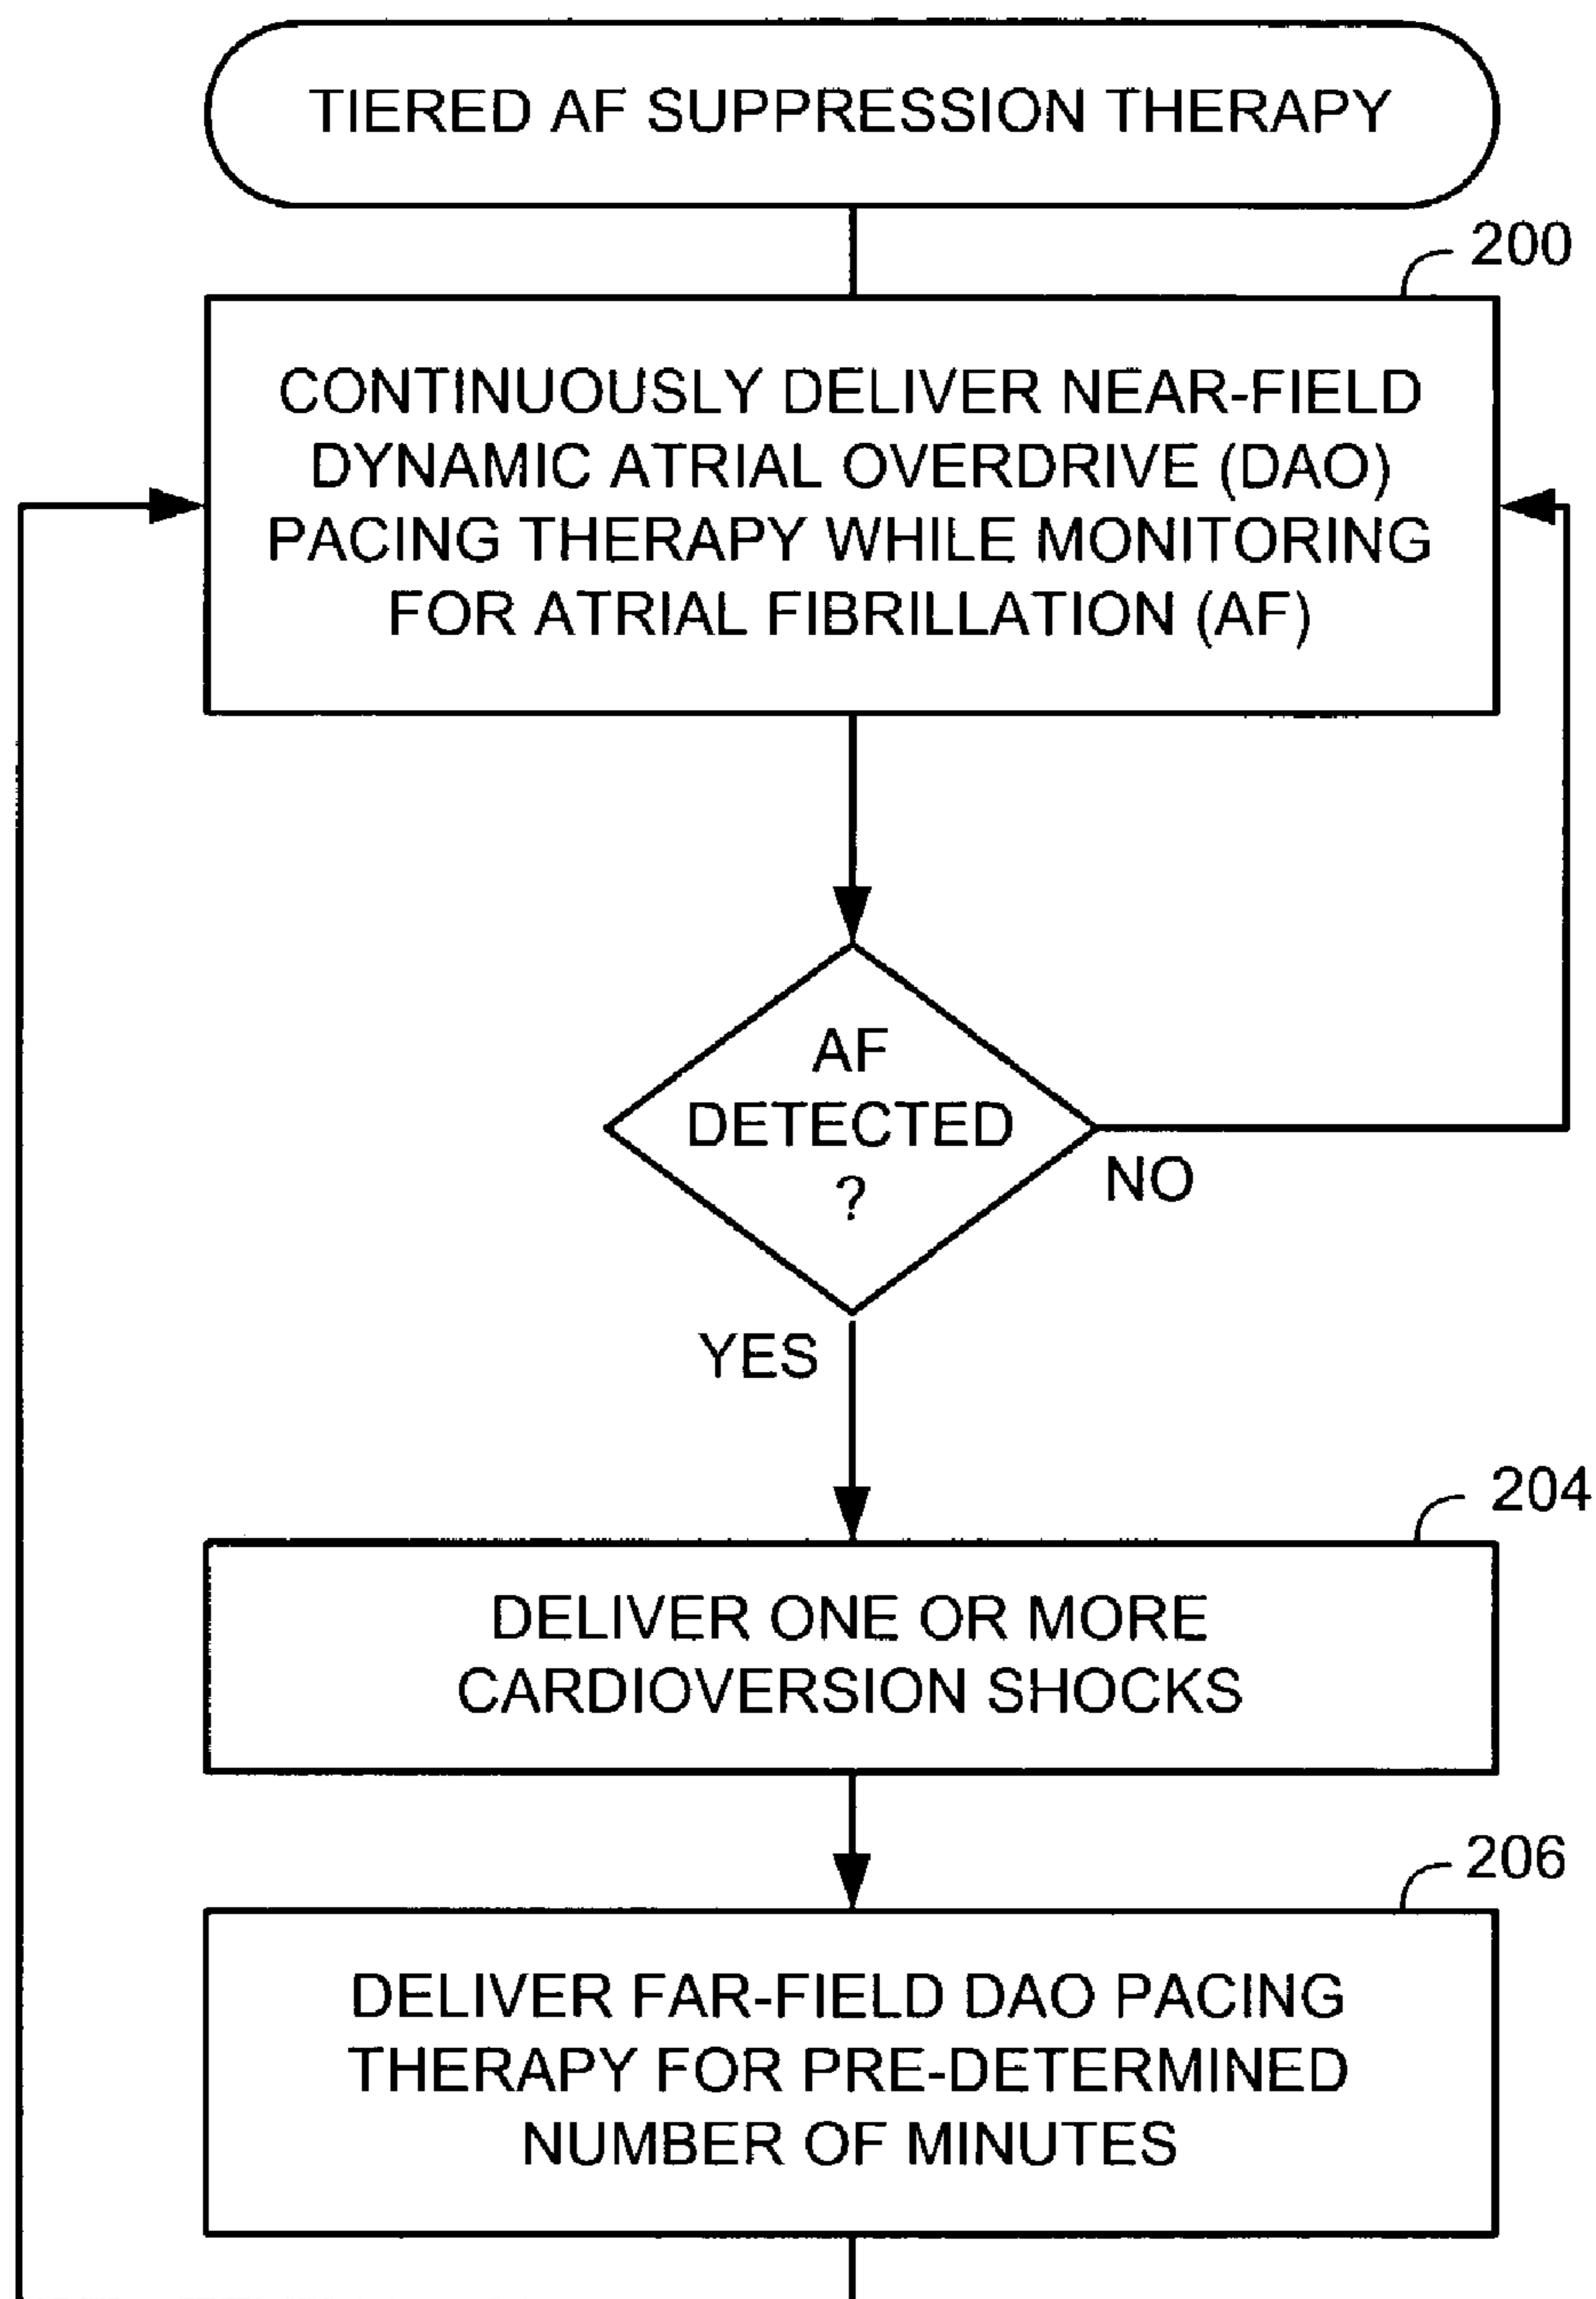 TIERED AF SUPPRESSION THERAPY
200
CONTINUOUSLY DELIVER NEAR-FIELD
DYNAMIC ATRIAL OVERDRIVE (DAO)
PACING THERAPY WHILE MONITORING
FOR ATRIAL FIBRILLATION (AF)
AF
DETECTED
?
NO
YES
204
DELIVER ONE OR MORE
CARDIOVERSION SHOCKS
206
DELIVER FAR-FIELD DAO PACING
THERAPY FOR PRE-DETERMINED
NUMBER OF MINUTES